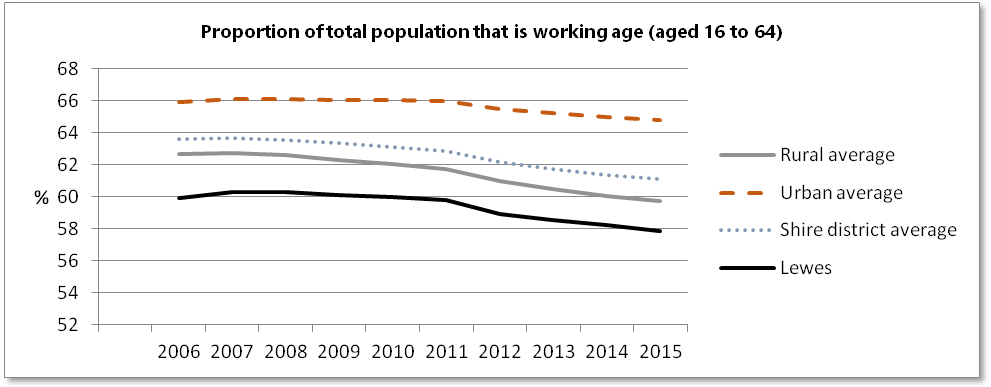 Proportion of total population that is working age (aged 16 to 64)
68
66
64
62
60
58
56
54
52
%
2006 2007 2008 2009 2010 2011 2012 2013 2014 2015
Rural average
Urban average
Shire district average
Lewes